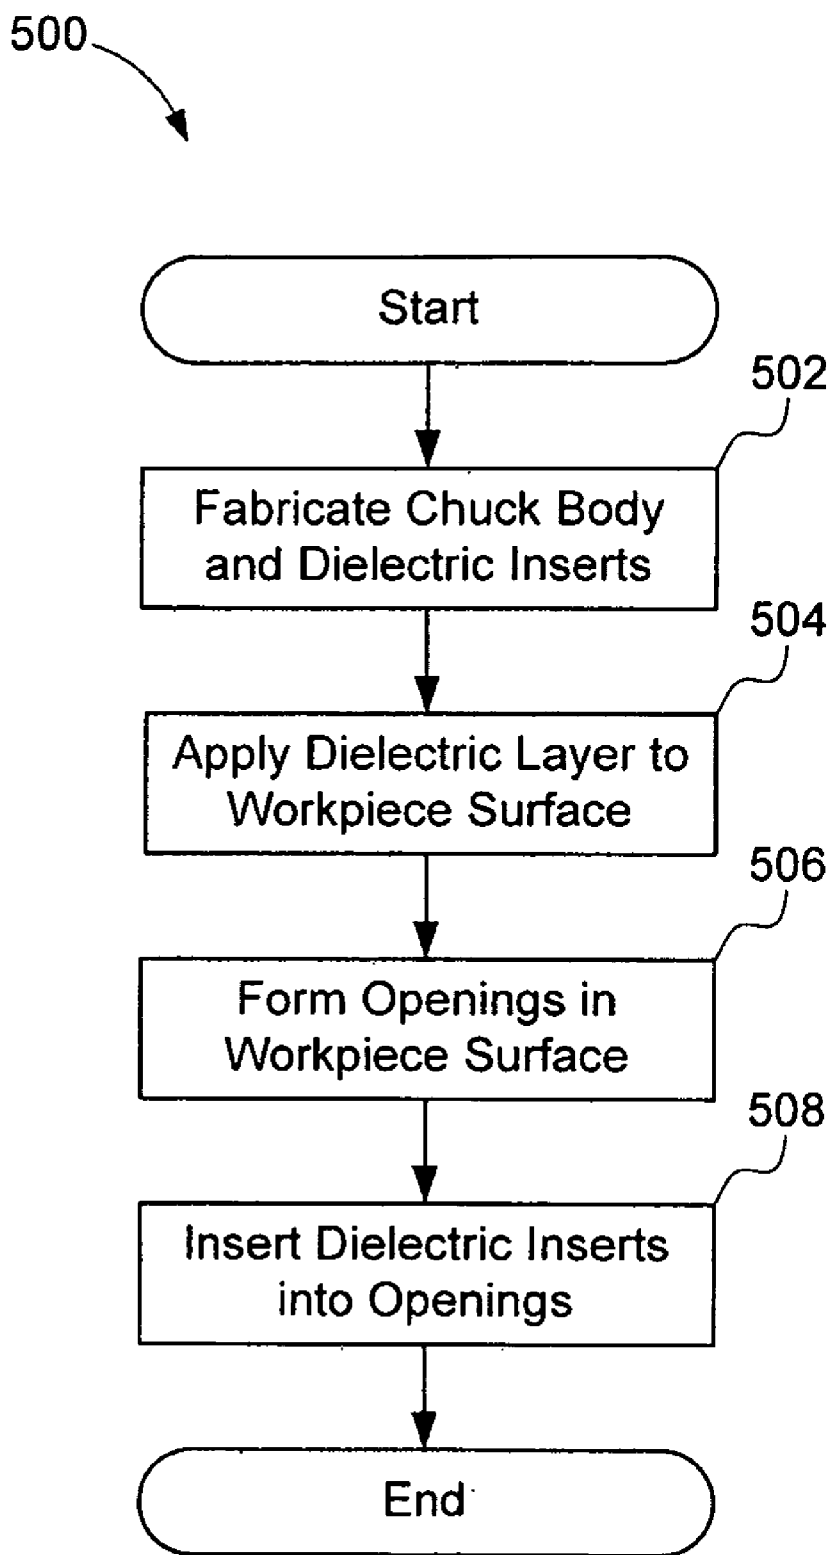 500
Start
502
Fabricate Chuck Body
and Dielectric Inserts
504
Apply Dielectric Layer to
Workpiece Surface
506
Form Openings in
Workpiece Surface
508
Insert Dielectric Inserts
into Openings
End